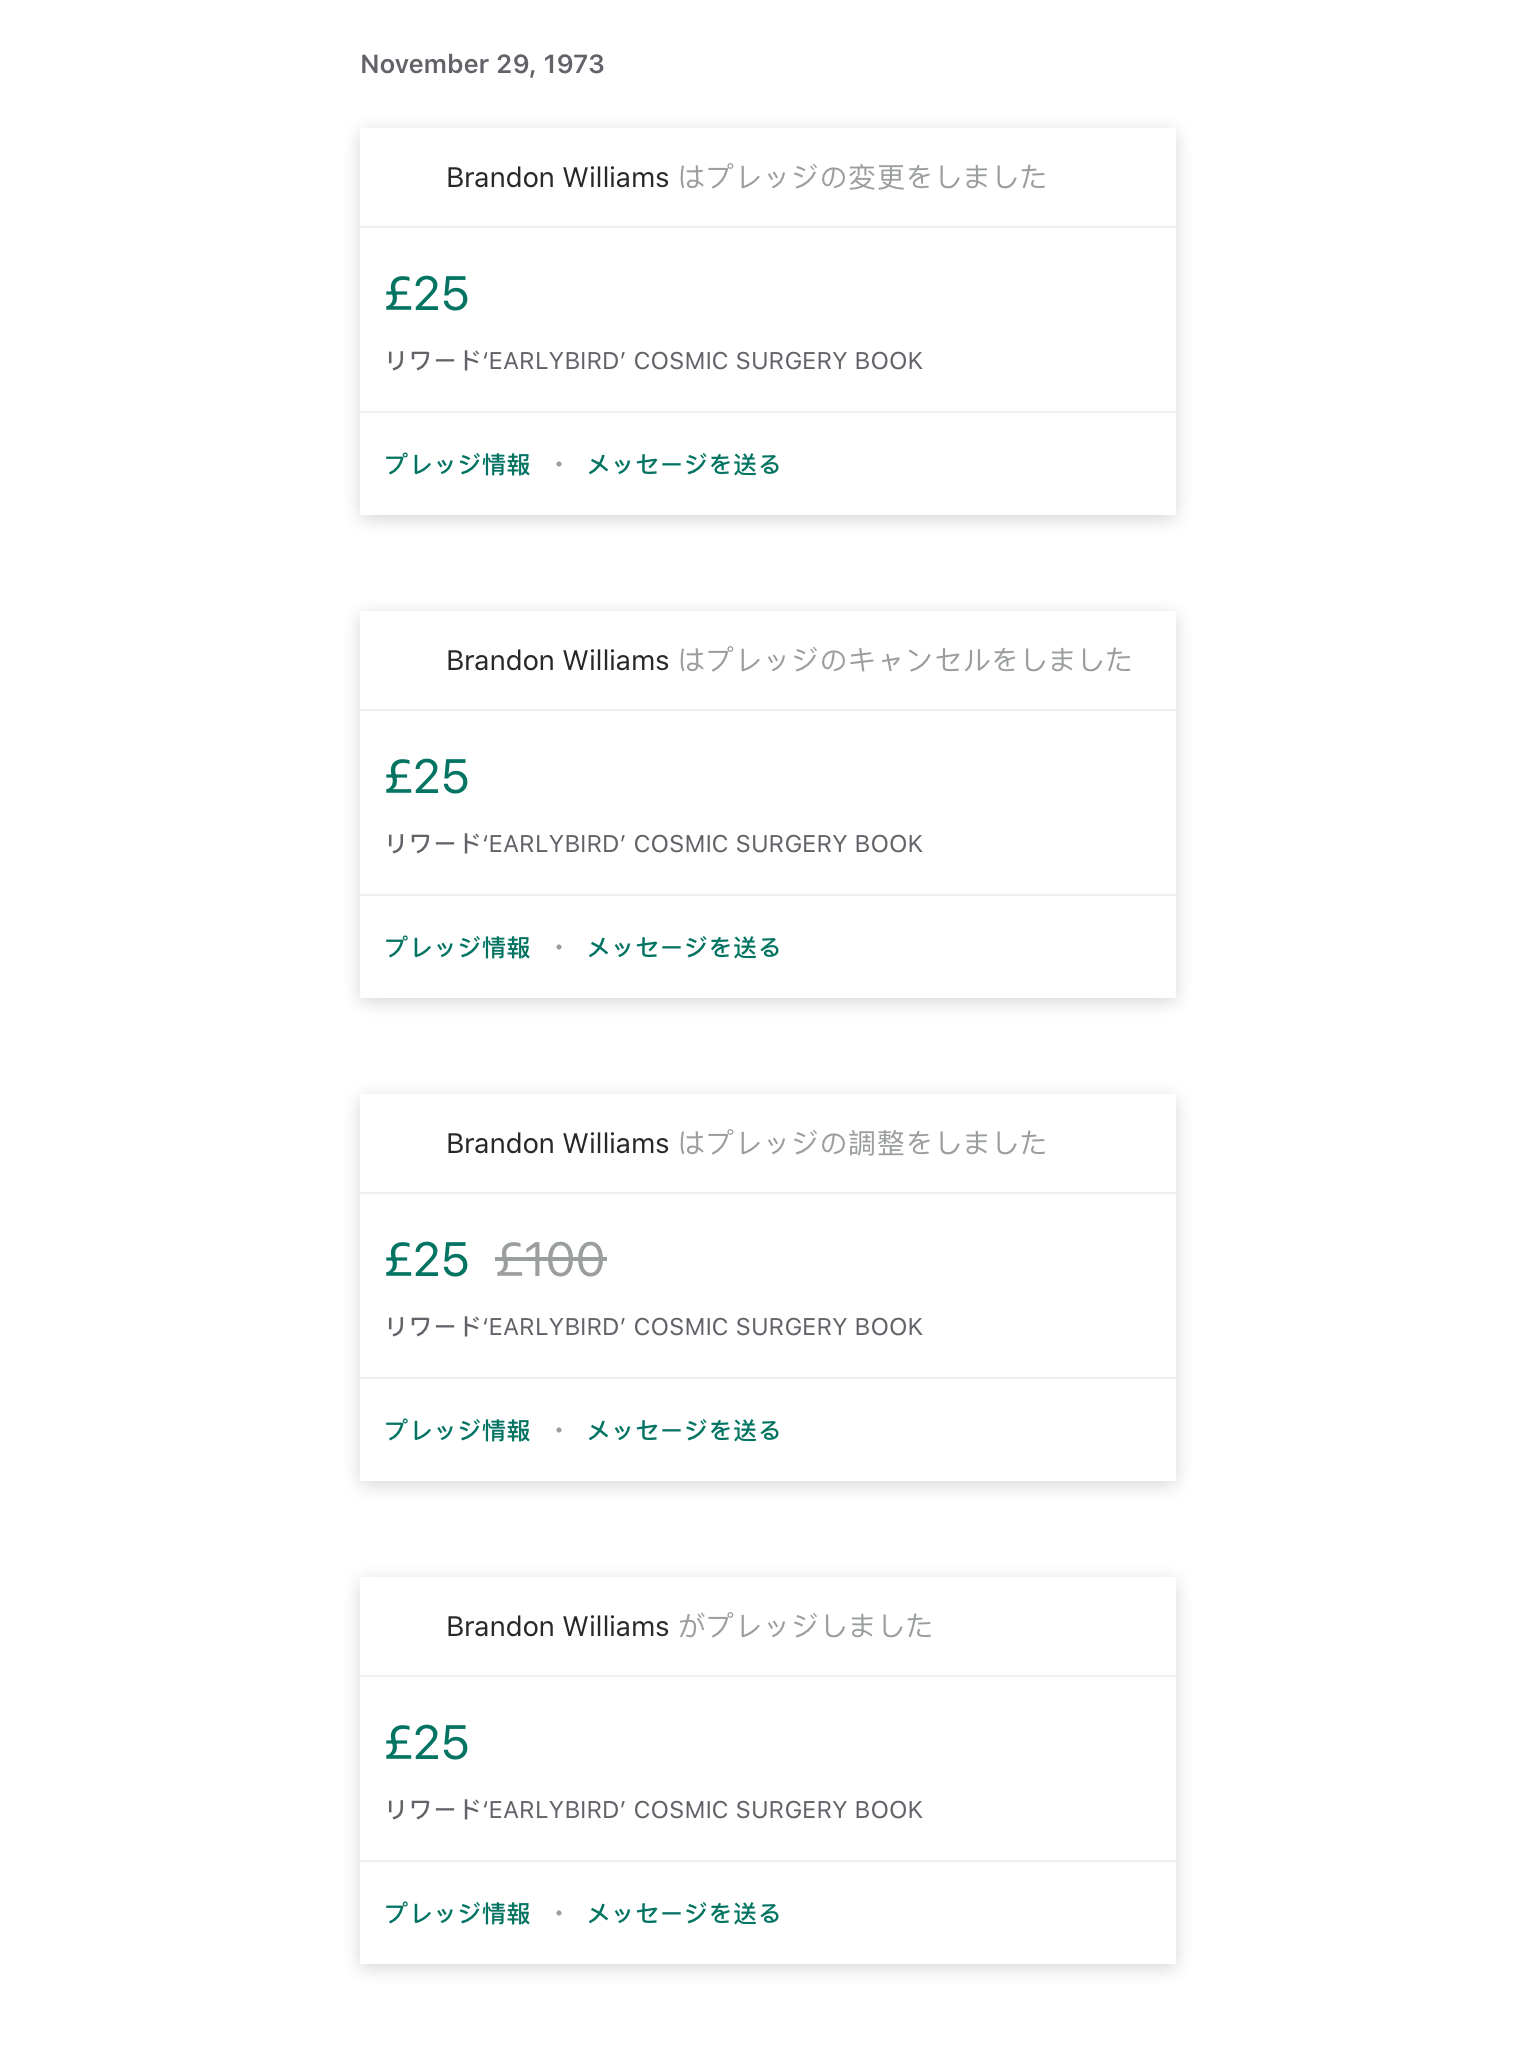 November 29, 1973
Brandon Williams はプレッジの変更をしました
£25
リワード‘EARLYBIRD’ COSMIC SURGERY BOOK
プレッジ情報 • メッセージを送る
Brandon Williams はプレッジのキャンセルをしました
£25
リワード‘EARLYBIRD’ COSMIC SURGERY BOOK
プレッジ情報 • メッセージを送る
Brandon Williams はプレッジの調整をしました
£25 £100
リワード‘EARLYBIRD’ COSMIC SURGERY BOOK
プレッジ情報 • メッセージを送る
Brandon Williams がプレッジしました
£25
リワード‘EARLYBIRD’ COSMIC SURGERY BOOK
プレッジ情報 • メッセージを送る